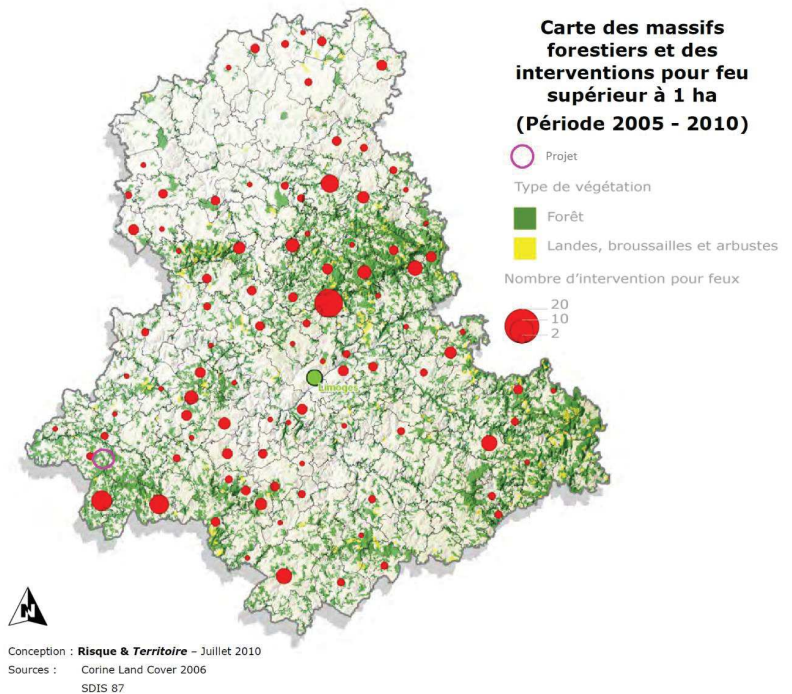 Carte des massifs
forestiers et des
interventions pour feu
supérieur à 1 ha
(Période 2005 - 2010)
Projet
Type de végétation
Forêt
Landes, broussailles et arbustes
Nombre d'intervention pour feux
20
10
2
Limoges
N
Conception : Risque & Territoire – Juillet 2010
Sources : Corine Land Cover 2006
SDIS 87